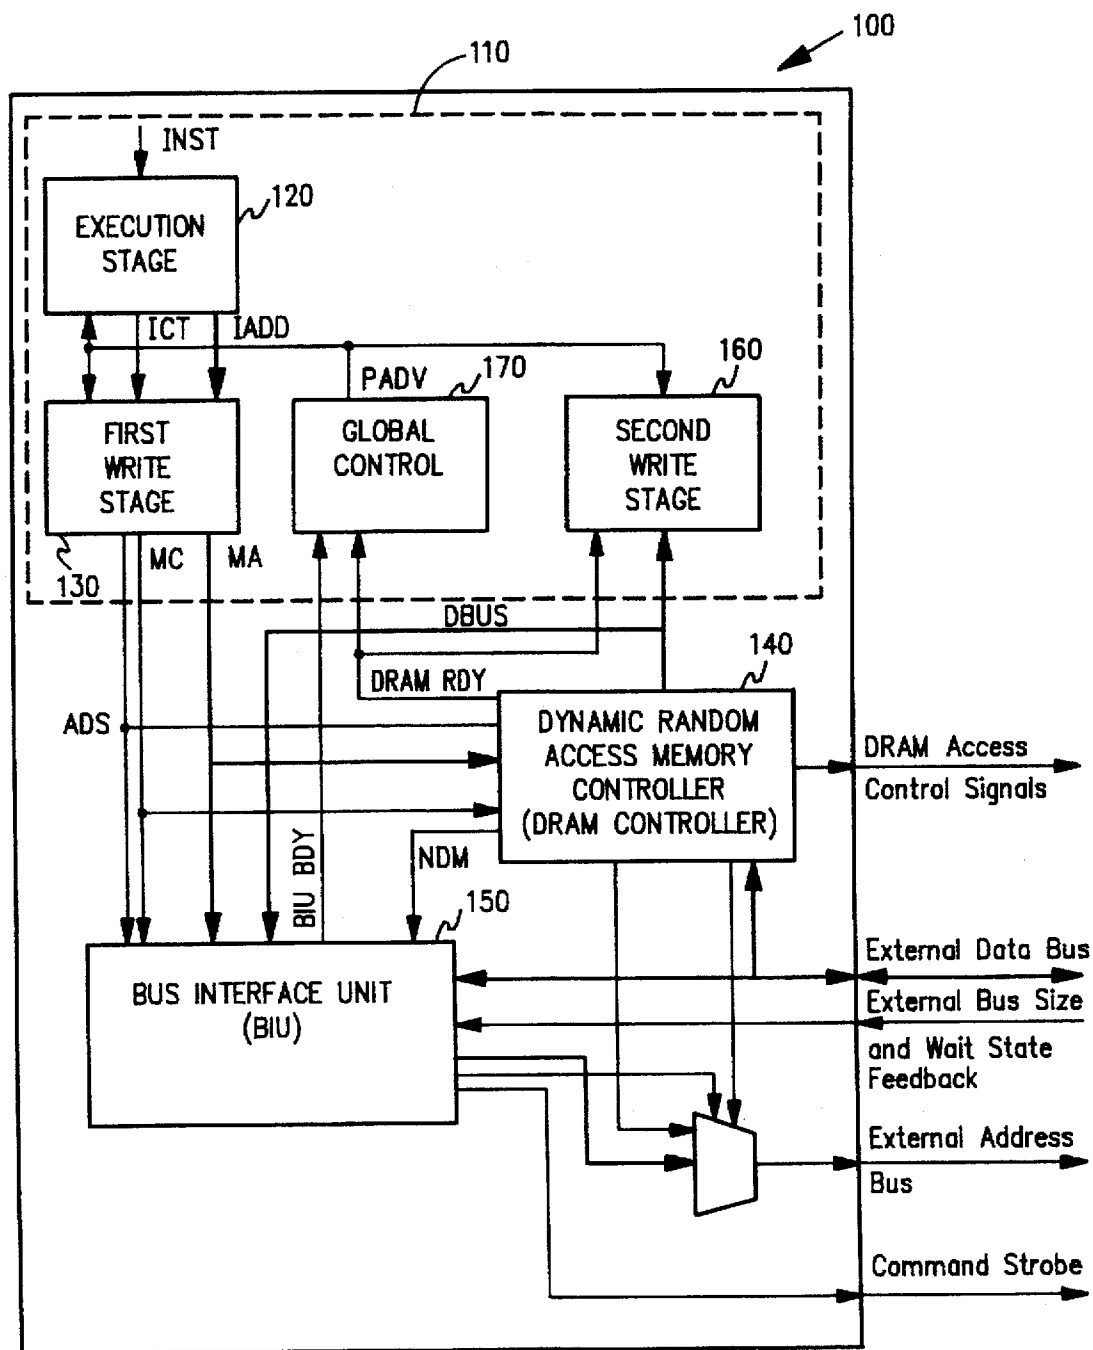 100
110
INST
120
EXECUTION
STAGE
ICT
IADD
160
PADV
170
FIRST
WRITE
STAGE
GLOBAL
CONTROL
SECOND
WRITE
STAGE
130
MC
MA
DBUS
140
DRAM RDY
ADS
DYNAMIC RANDOM
ACCESS MEMORY
CONTROLLER
(DRAM CONTROLLER)
DRAM Access
Control Signals
BIU BDY
NDM
150
BUS INTERFACE UNIT
(BIU)
External Data Bus
External Bus Size
and Wait State
Feedback
External Address
Bus
Command Strobe